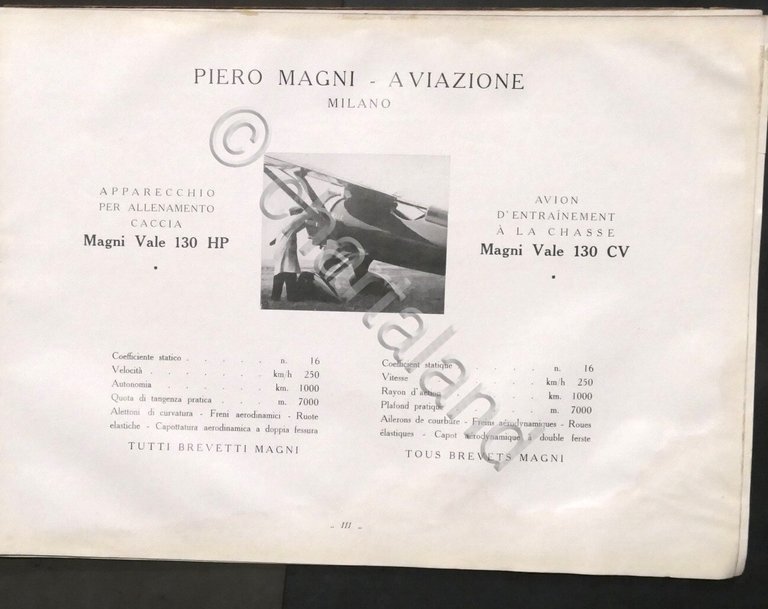 PIERO MAGNI - AVIAZIONE
MILANO
APPARECCHIO
PER ALLENAMENTO
CACCIA
Magni Vale 130 HP
AVION
D'ENTRAÎNEMENT
À LA CHASSE
Magni Vale 130 CV
Coefficiente statico . . . . . n. 16
Velocità . . . . . . . km/h 250
Autonomia . . . . . . . km. 1000
Quota di tangenza pratica . . . m. 7000
Alettoni di curvatura - Freni aerodinamici - Ruote
elastiche - Capottatura aerodinamica a doppia fessura
TUTTI BREVETTI MAGNI
Coefficient statique . . . . . n. 16
Vitesse . . . . . . . km/h 250
Rayon d'action . . . . . km. 1000
Plafond pratique . . . . . m. 7000
Ailerons de courbure - Freins aérodynamiques - Roues
élastiques - Capot aérodynamique à double ferste
TOUS BREVETS MAGNI
- III -
© chartaland